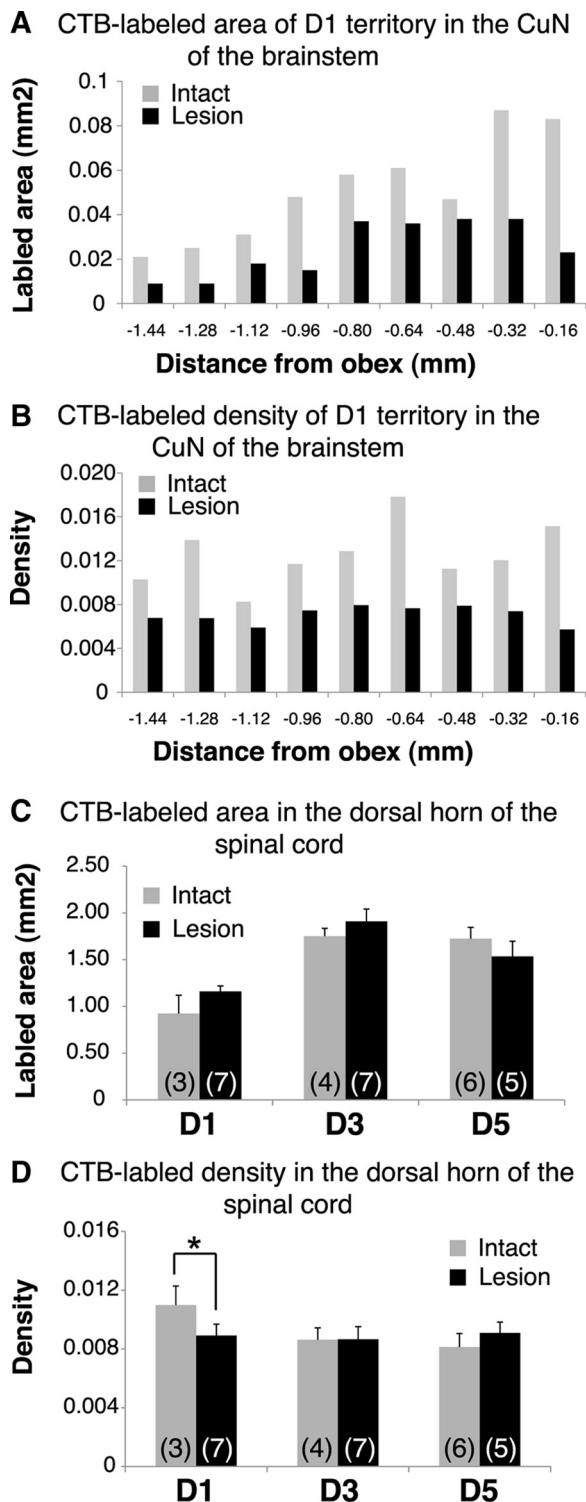 A CTB-labeled area of D1 territory in the CuN
of the brainstem
0.1
Intact
Lesion
0.08
0.06
0.04
0.02
0
Labled area (mm2)
-1.44 -1.28 -1.12 -0.96 -0.80 -0.64 -0.48 -0.32 -0.16
Distance from obex (mm)
B CTB-labeled density of D1 territory in the
CuN of the brainstem
0.020
Intact
Lesion
0.016
0.012
0.008
0.004
0
Density
-1.44 -1.28 -1.12 -0.96 -0.80 -0.64 -0.48 -0.32 -0.16
Distance from obex (mm)
C CTB-labeled area in the dorsal horn of the
spinal cord
2.50
Intact
Lesion
2.00
1.50
1.00
0.50
0
Labled area (mm2)
(3) (7) (4) (7) (6) (5)
D1 D3 D5
D CTB-labled density in the dorsal horn of the
spinal cord
0.016
Intact
Lesion
*
0.012
0.008
0.004
0
Density
(3) (7) (4) (7) (6) (5)
D1 D3 D5